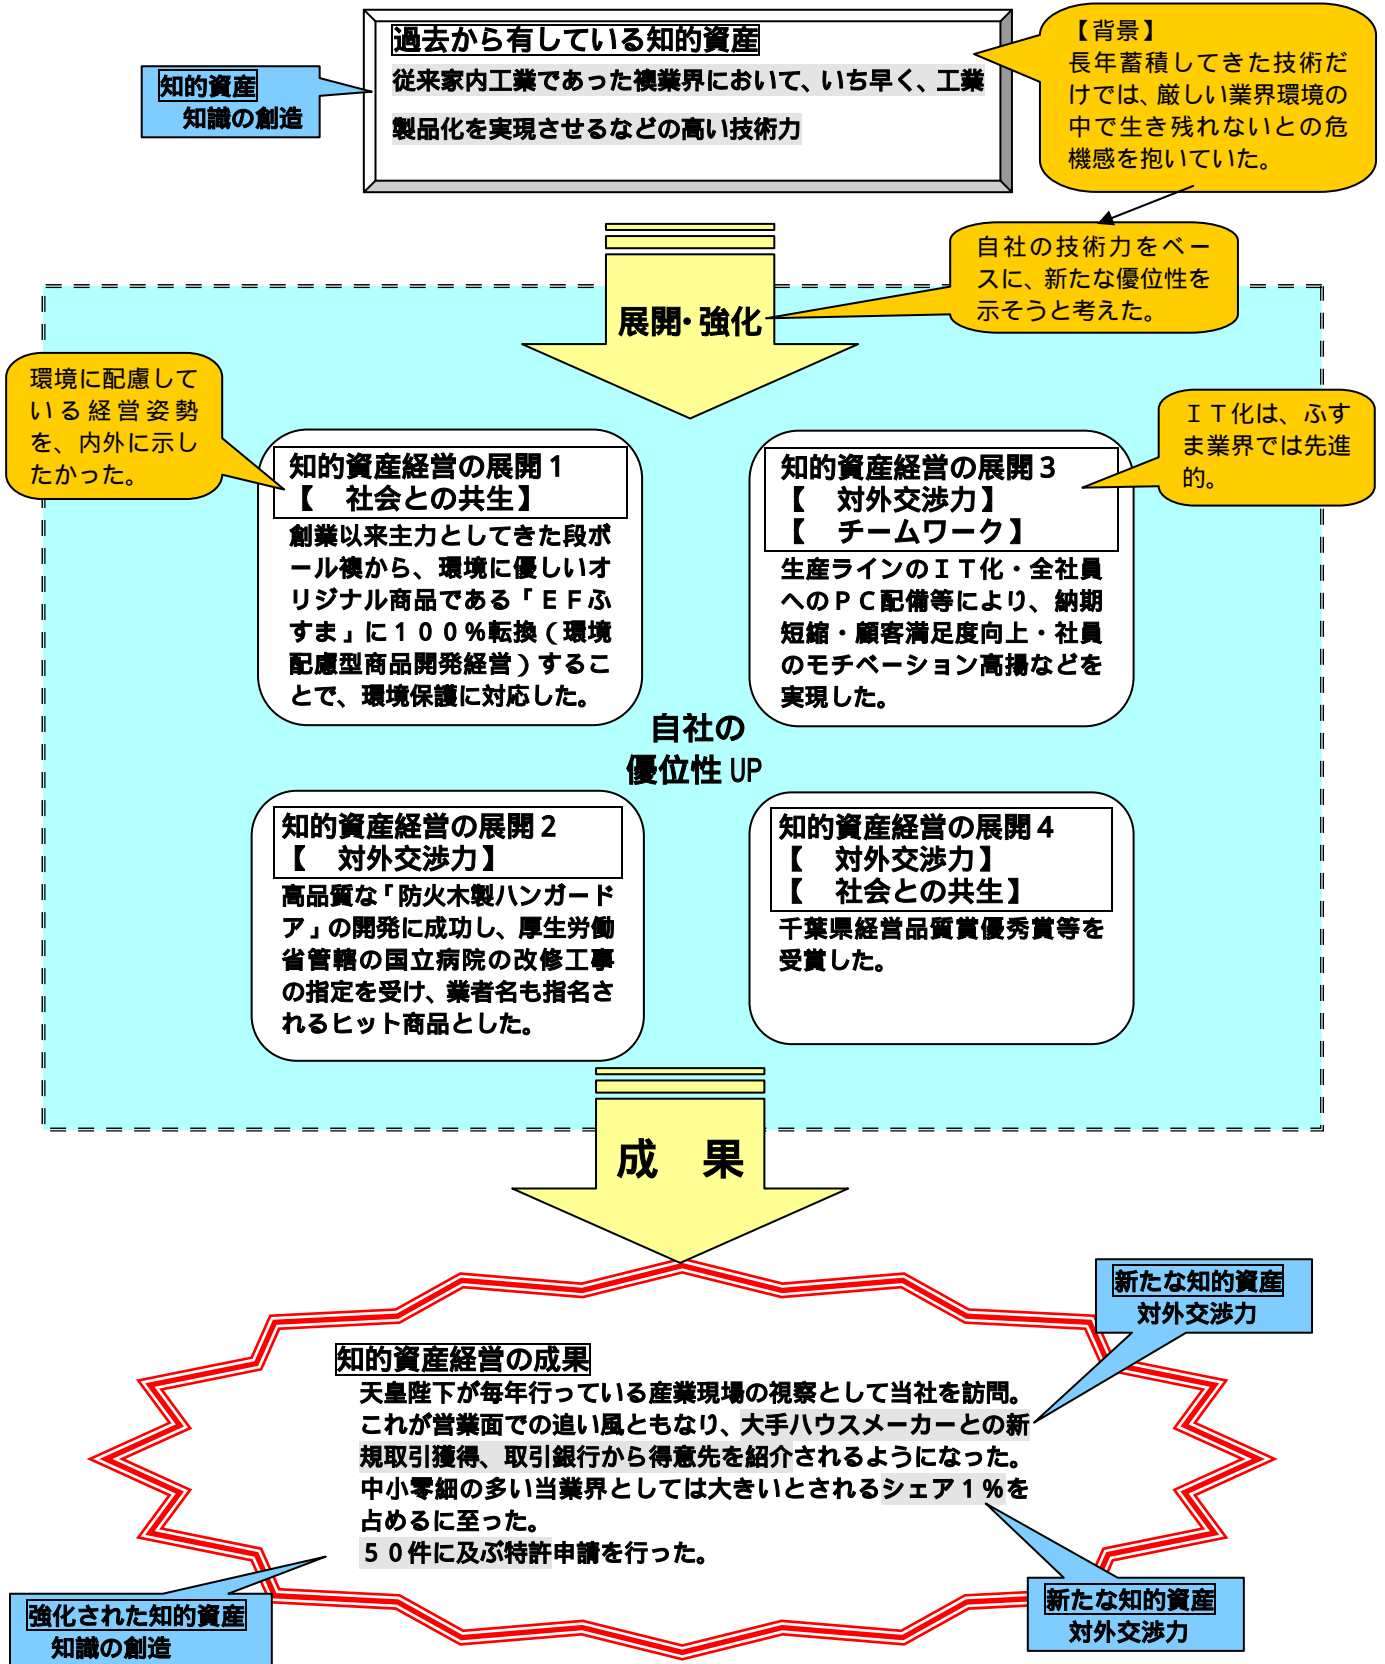 過去から有している知的資産
従来家内工業であった襖業界において、いち早く、工業
製品化を実現させるなどの高い技術力
知的資産
知識の創造
【背景】
長年蓄積してきた技術だ
けでは、厳しい業界環境の
中で生き残れないとの危
機感を抱いていた。
自社の技術力をベー
スに、新たな優位性を
示そうと考えた。
展開・強化
環境に配慮して
いる経営姿勢
を、内外に示し
たかった。
知的資産経営の展開1
【　社会との共生】
創業以来主力としてきた段ボ
ール襖から、環境に優しいオ
リジナル商品である「ＥＦふ
すま」に１００％転換（環境
配慮型商品開発経営）するこ
とで、環境保護に対応した。
ＩＴ化は、ふす
ま業界では先進
的。
知的資産経営の展開3
【　対外交渉力】
【　チームワーク】
生産ラインのＩＴ化・全社員
へのＰＣ配備等により、納期
短縮・顧客満足度向上・社員
のモチベーション高揚などを
実現した。
自社の
優位性UP
知的資産経営の展開2
【　対外交渉力】
高品質な「防火木製ハンガード
ア」の開発に成功し、厚生労働
省管轄の国立病院の改修工事
の指定を受け、業者名も指名さ
れるヒット商品とした。
知的資産経営の展開4
【　対外交渉力】
【　社会との共生】
千葉県経営品質賞優秀賞等を
受賞した。
成　果
知的資産経営の成果
天皇陛下が毎年行っている産業現場の視察として当社を訪問。
これが営業面での追い風ともなり、大手ハウスメーカーとの新
規取引獲得、取引銀行から得意先を紹介されるようになった。
中小零細の多い当業界としては大きいとされるシェア１％を
占めるに至った。
５０件に及ぶ特許申請を行った。
新たな知的資産
対外交渉力
新たな知的資産
対外交渉力
強化された知的資産
知識の創造